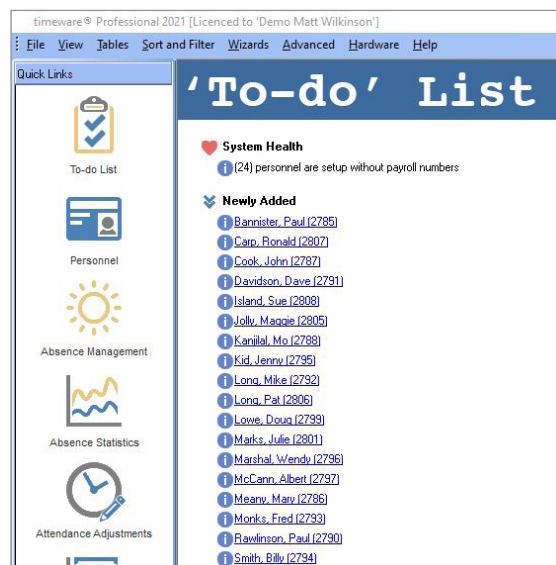 timeware® Professional 2021 [Licenced to 'Demo Matt Wilkinson']
File View Tables Sort and Filter Wizards Advanced Hardware Help
Quick Links
To-do List
Personnel
Absence Management
Absence Statistics
Attendance Adjustments
'To-do' List
System Health
(24) personnel are setup without payroll numbers
Newly Added
Bannister, Paul (2785)
Carp, Ronald (2807)
Cook, John (2787)
Davidson, Dave (2791)
Island, Sue (2808)
Jolly, Maggie (2805)
Kanjilal, Mo (2788)
Kid, Jenny (2795)
Long, Mike (2792)
Long, Pat (2806)
Lowe, Doug (2799)
Marks, Julie (2801)
Marshal, Wendy (2796)
McCann, Albert (2797)
Meany, Mary (2786)
Monks, Fred (2793)
Rawlinson, Paul (2790)
Smith, Billy (2794)